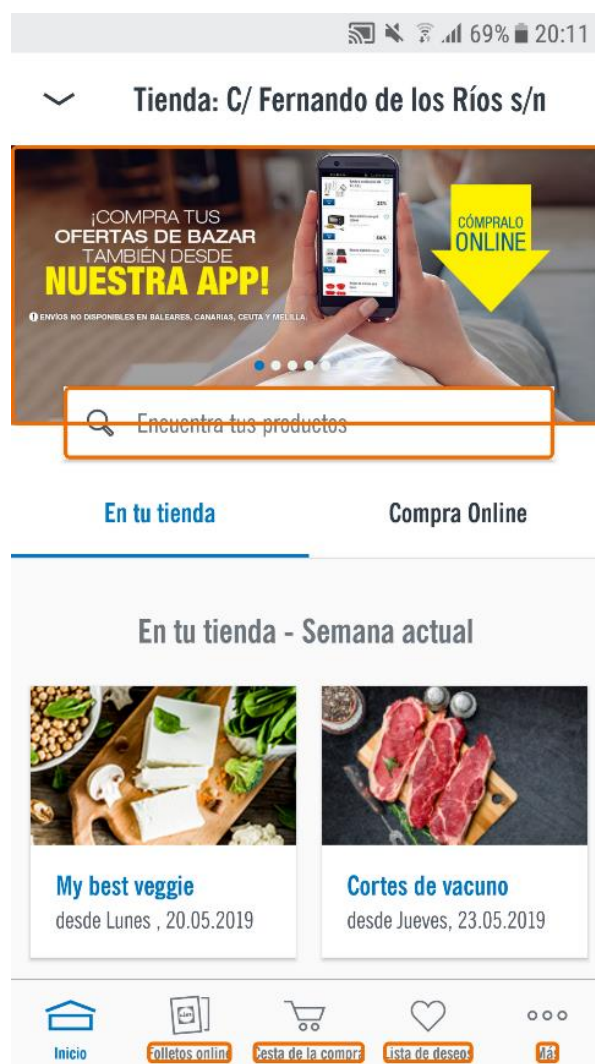 69% 20:11
Tienda: C/ Fernando de los Ríos s/n
¡COMPRA TUS
OFERTAS DE BAZAR
TAMBIÉN DESDE
NUESTRA APP!
ENVÍOS NO DISPONIBLES EN BALEARES, CANARIAS, CEUTA Y MELILLA.
CÓMPRALO
ONLINE
Encuentra tus productos
En tu tienda
Compra Online
En tu tienda - Semana actual
My best veggie
desde Lunes , 20.05.2019
Cortes de vacuno
desde Jueves, 23.05.2019
Inicio
Folletos online
Cesta de la compra
Lista de deseos
Más